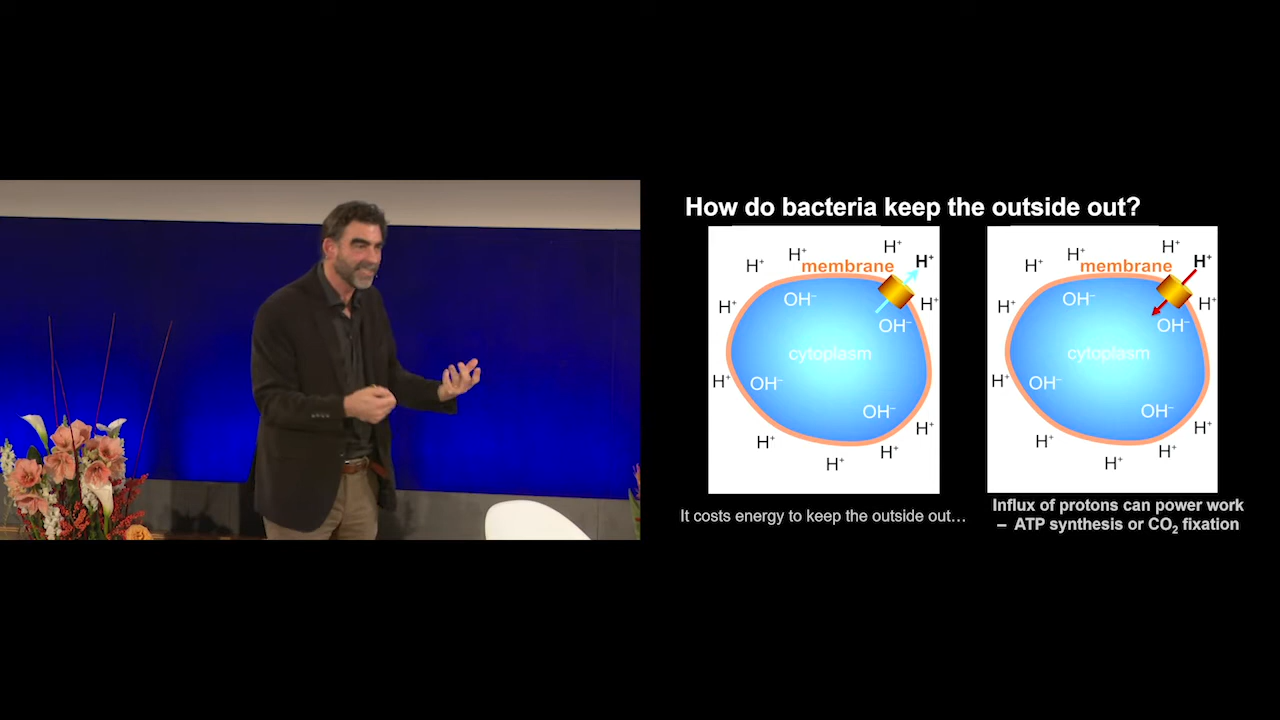 How do bacteria keep the outside out?
H⁺ H⁺ H⁺ H⁺
membrane
H⁺ OH⁻ H⁺
OH⁻
cytoplasm
H⁺ OH⁻
OH⁻
H⁺ H⁺
H⁺ H⁺
It costs energy to keep the outside out…
H⁺ H⁺ H⁺ H⁺
membrane
H⁺ OH⁻ H⁺
OH⁻
cytoplasm
H⁺ OH⁻
OH⁻
H⁺ H⁺
H⁺ H⁺
Influx of protons can power work
– ATP synthesis or CO₂ fixation